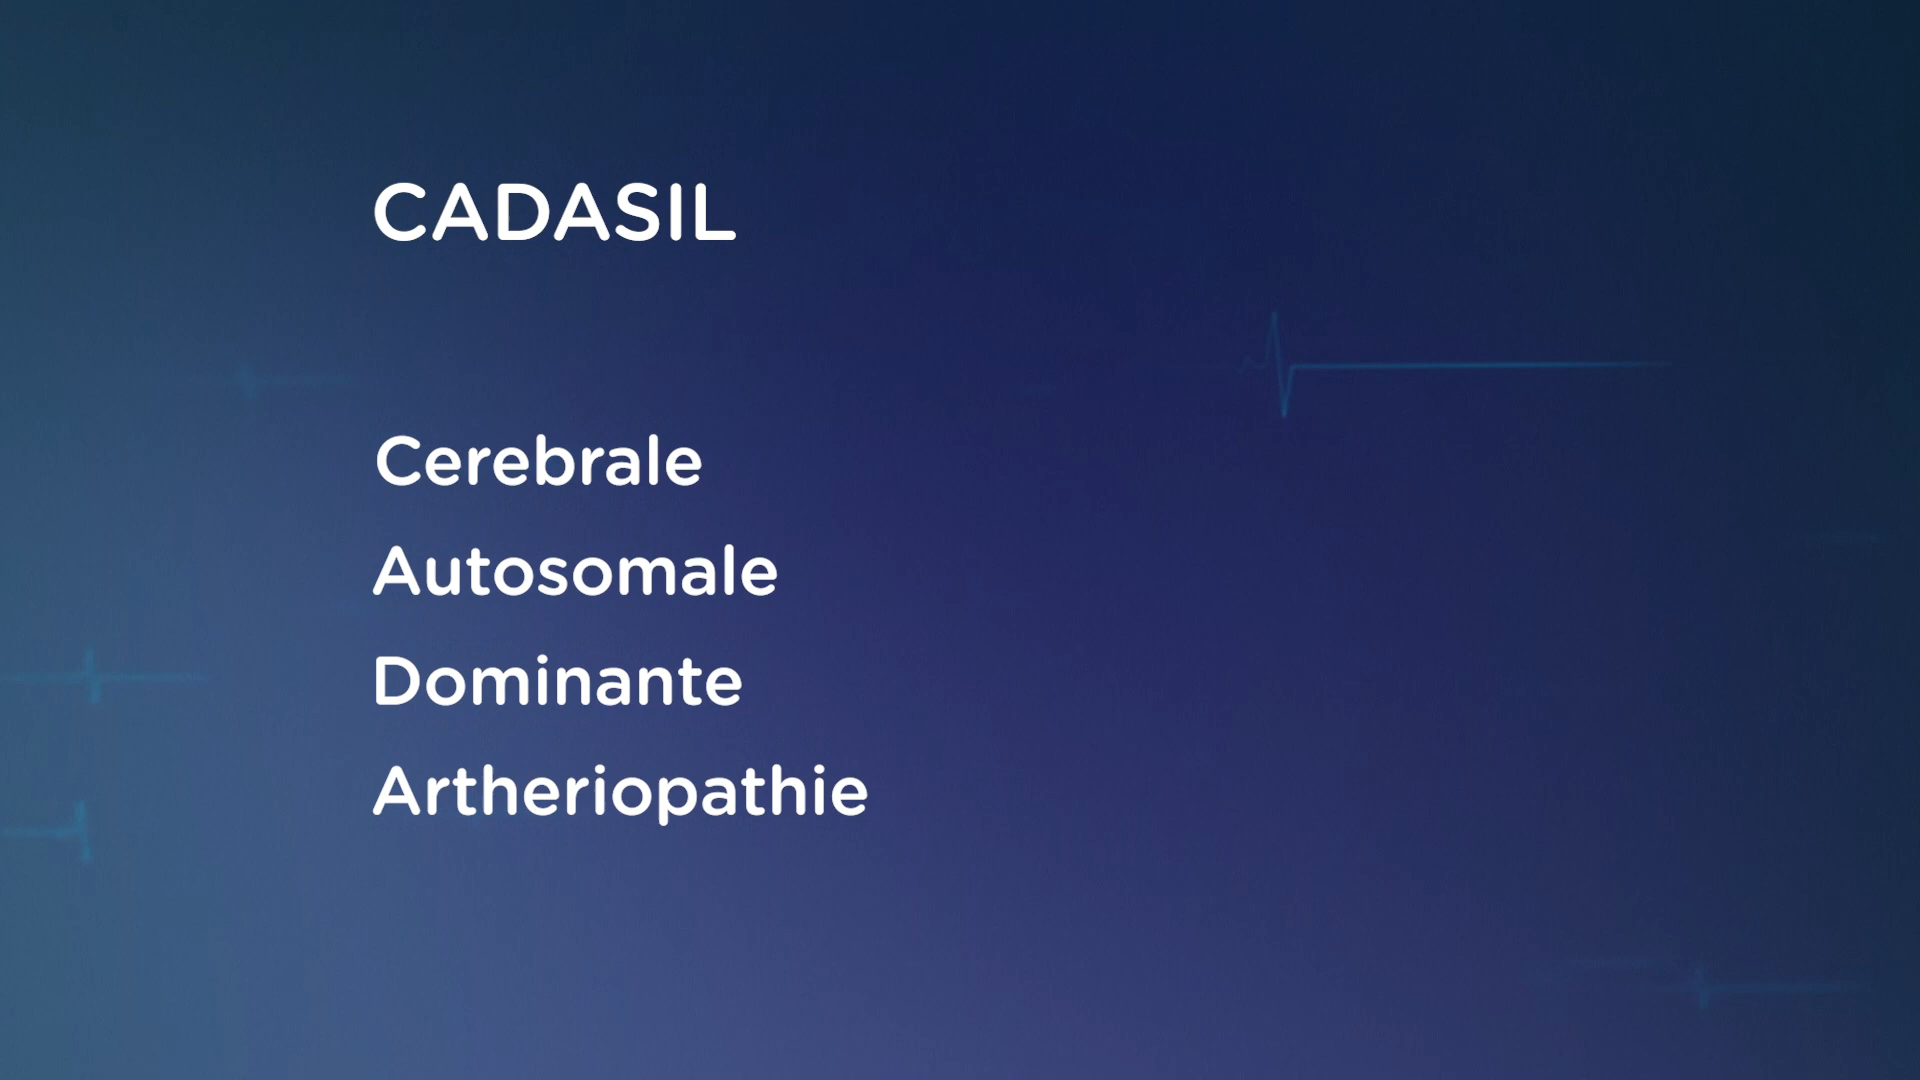 CADASIL
Cerebrale
Autosomale
Dominante
Artheriopathie